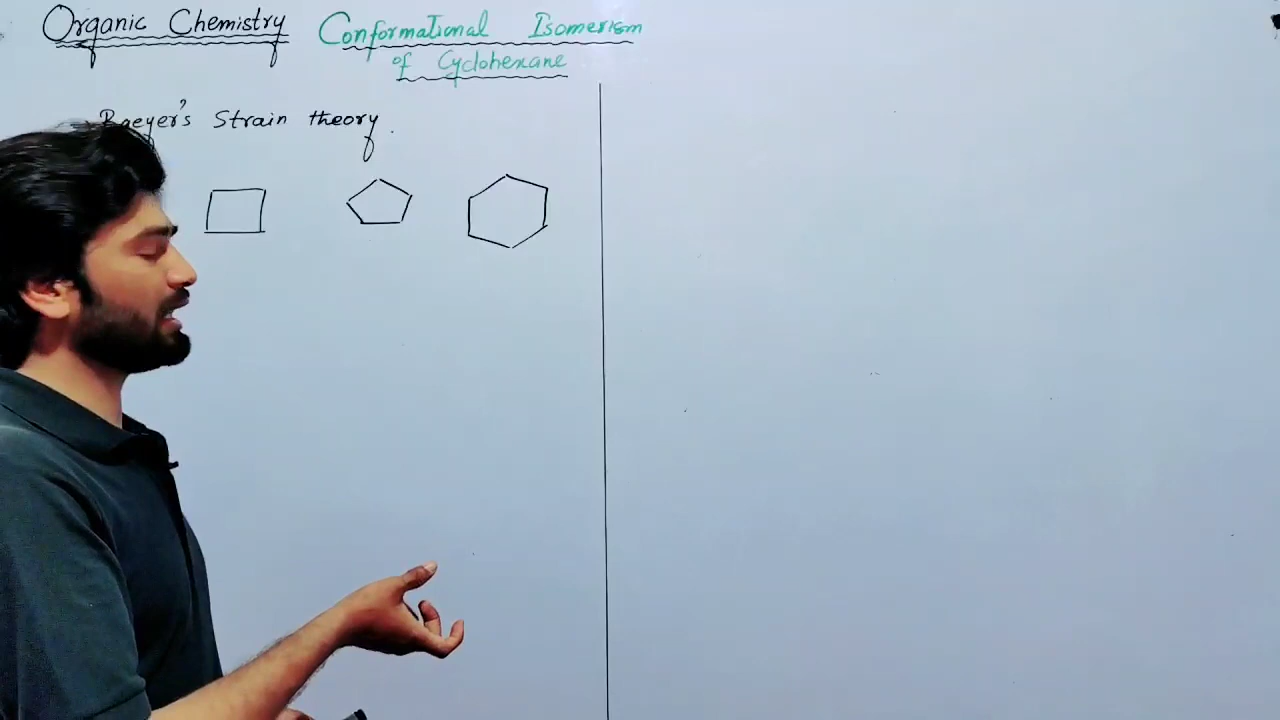 Organic Chemistry Conformational Isomerism
of Cyclohexane
Baeyer's Strain theory.